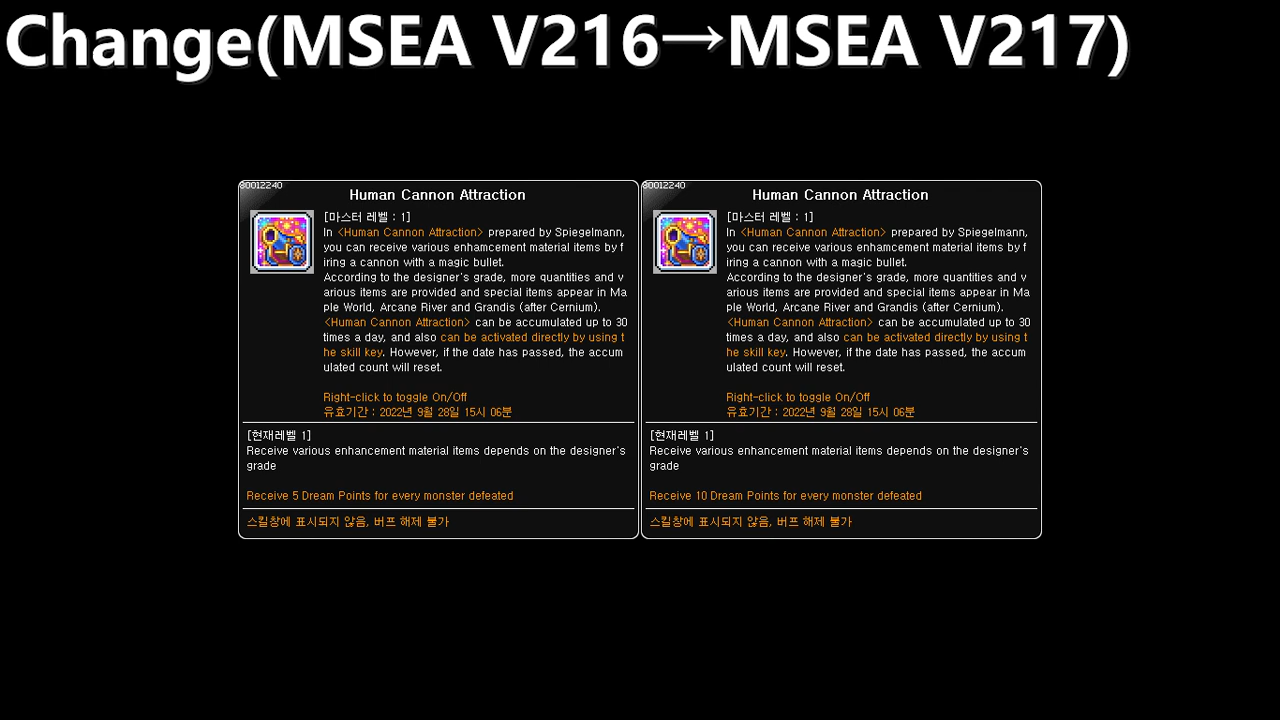 Change(MSEA V216→MSEA V217)
80012240
Human Cannon Attraction
[마스터 레벨 : 1]
In <Human Cannon Attraction> prepared by Spiegelmann,
you can receive various enhamcement material items by f
iring a cannon with a magic bullet.
According to the designer's grade, more quantities and v
arious items are provided and special items appear in Ma
ple World, Arcane River and Grandis (after Cernium).
<Human Cannon Attraction> can be accumulated up to 30
times a day, and also can be activated directly by using t
he skill key. However, if the date has passed, the accum
ulated count will reset.
Right-click to toggle On/Off
유효기간 : 2022년 9월 28일 15시 06분
[현재레벨 1]
Receive various enhancement material items depends on the designer's
grade
Receive 5 Dream Points for every monster defeated
스킬창에 표시되지 않음, 버프 해제 불가
80012240
Human Cannon Attraction
[마스터 레벨 : 1]
In <Human Cannon Attraction> prepared by Spiegelmann,
you can receive various enhamcement material items by f
iring a cannon with a magic bullet.
According to the designer's grade, more quantities and v
arious items are provided and special items appear in Ma
ple World, Arcane River and Grandis (after Cernium).
<Human Cannon Attraction> can be accumulated up to 30
times a day, and also can be activated directly by using t
he skill key. However, if the date has passed, the accum
ulated count will reset.
Right-click to toggle On/Off
유효기간 : 2022년 9월 28일 15시 06분
[현재레벨 1]
Receive various enhancement material items depends on the designer's
grade
Receive 10 Dream Points for every monster defeated
스킬창에 표시되지 않음, 버프 해제 불가